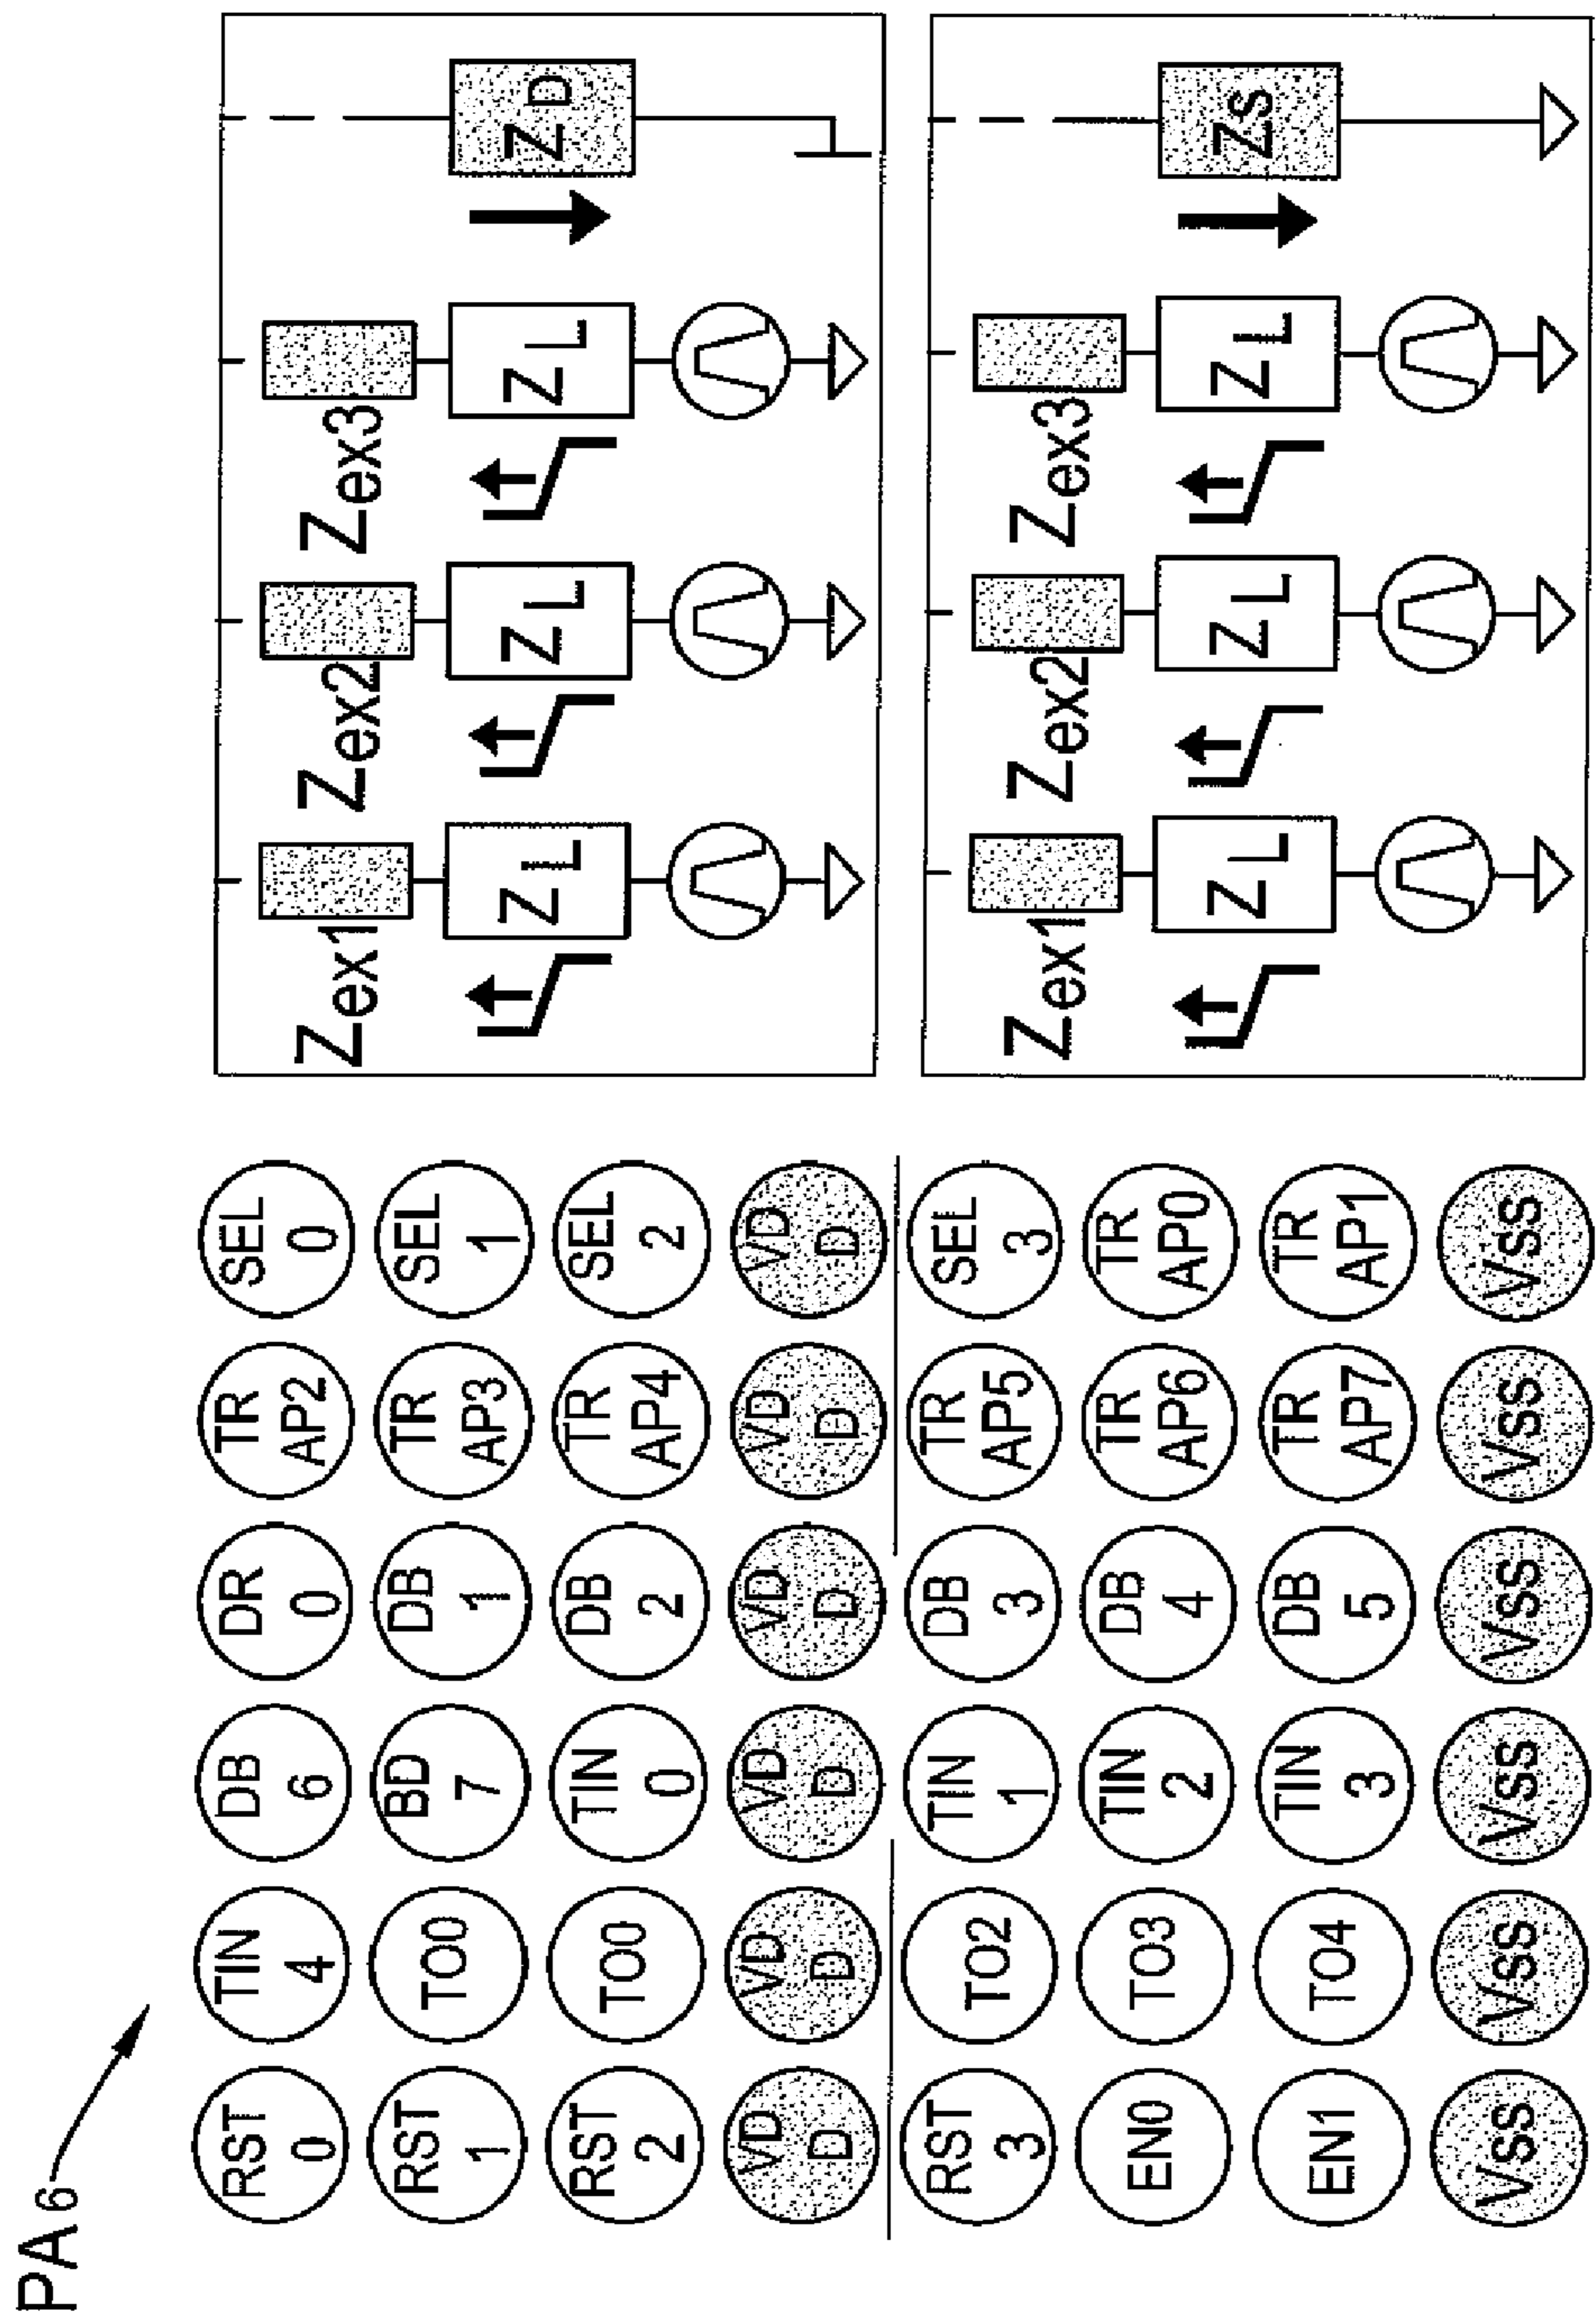 PA6
RST TIN DB DR TR SEL
0 4 6 0 AP2 0
RST TO0 BD DB TR SEL
1 7 1 AP3 1
RST TO0 TIN DB TR SEL
2 0 2 AP4 2
VD VD VD VD VD VD
D D D D D D
RST TO2 TIN DB TR SEL
3 1 3 AP5 3
EN0 TO3 TIN DB TR TR
2 4 AP6 AP0
EN1 TO4 TIN DB TR TR
3 5 AP7 AP1
Vss Vss Vss Vss Vss Vss
Zex1 Zex2 Zex3
ZL ZL ZL ZD
Zex1 Zex2 Zex3
ZL ZL ZL ZS